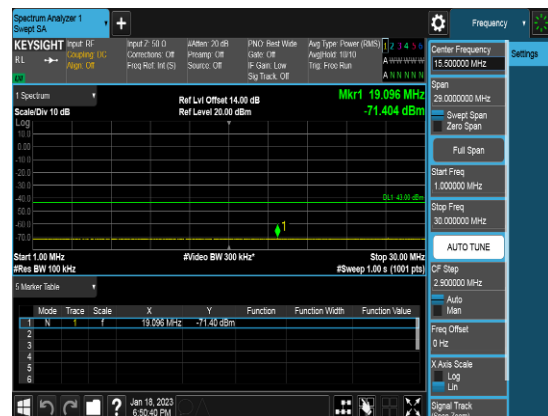 Spectrum Analyzer 1
Swept SA
Frequency
KEYSIGHT
RL
Input: RF
Coupling: DC
Align: Off
Input Z: 50 Ω
Corrections: Off
Freq Ref: Int (S)
#Atten: 20 dB
Preamp: Off
Source: Off
PNO: Best Wide
Gate: Off
IF Gain: Low
Sig Track: Off
Avg Type: Power (RMS)
Avg|Hold: 10/10
Trig: Free Run
1 2 3 4 5 6
A WW WW WW
A N N N N N
1 Spectrum
Scale/Div 10 dB
Ref Lvl Offset 14.00 dB
Ref Level 20.00 dBm
Mkr1 19.096 MHz
-71.404 dBm
Log
10.0
0.00
-10.0
-20.0
-30.0
-40.0
-50.0
-60.0
-70.0
DL1 -43.00 dBm
1
Start 1.00 MHz
#Res BW 100 kHz
#Video BW 300 kHz*
Stop 30.00 MHz
#Sweep 1.00 s (1001 pts)
5 Marker Table
Mode Trace Scale X Y Function Function Width Function Value
1 N 1 f 19.096 MHz -71.40 dBm
2
3
4
5
6
Jan 18, 2023
6:50:40 PM
Center Frequency
15.500000 MHz
Span
29.0000000 MHz
Swept Span
Zero Span
Full Span
Start Freq
1.000000 MHz
Stop Freq
30.000000 MHz
AUTO TUNE
CF Step
2.900000 MHz
Auto
Man
Freq Offset
0 Hz
X Axis Scale
Log
Lin
Signal Track
(Span Zoom)
Settings